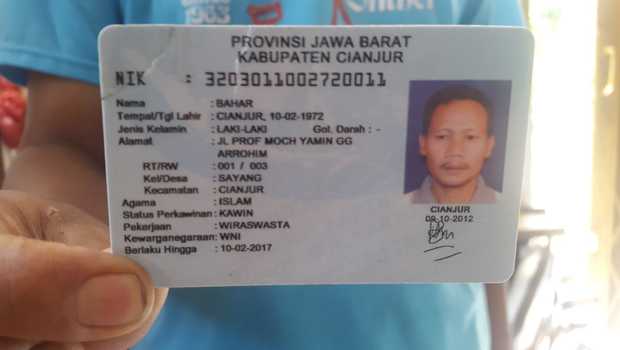 1983
PROVINSI JAWA BARAT
KABUPATEN CIANJUR
NIK : 3203011002720011
Nama : BAHAR
Tempat/Tgl Lahir : CIANJUR, 10-02-1972
Jenis Kelamin : LAKI-LAKI Gol. Darah : -
Alamat : JL PROF MOCH YAMIN GG
ARROHIM
RT/RW : 001 / 003
Kel/Desa : SAYANG
Kecamatan : CIANJUR
Agama : ISLAM
Status Perkawinan : KAWIN
Pekerjaan : WIRASWASTA
Kewarganegaraan : WNI
Berlaku Hingga : 10-02-2017
CIANJUR
09-10-2012